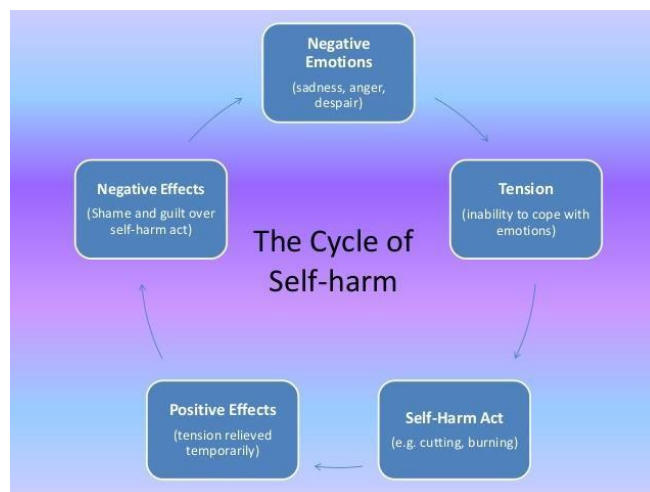 Negative
Emotions
(sadness, anger,
despair)
Tension
(inability to cope with
emotions)
Self-Harm Act
(e.g. cutting, burning)
Positive Effects
(tension relieved
temporarily)
Negative Effects
(Shame and guilt over
self-harm act)
The Cycle of
Self-harm